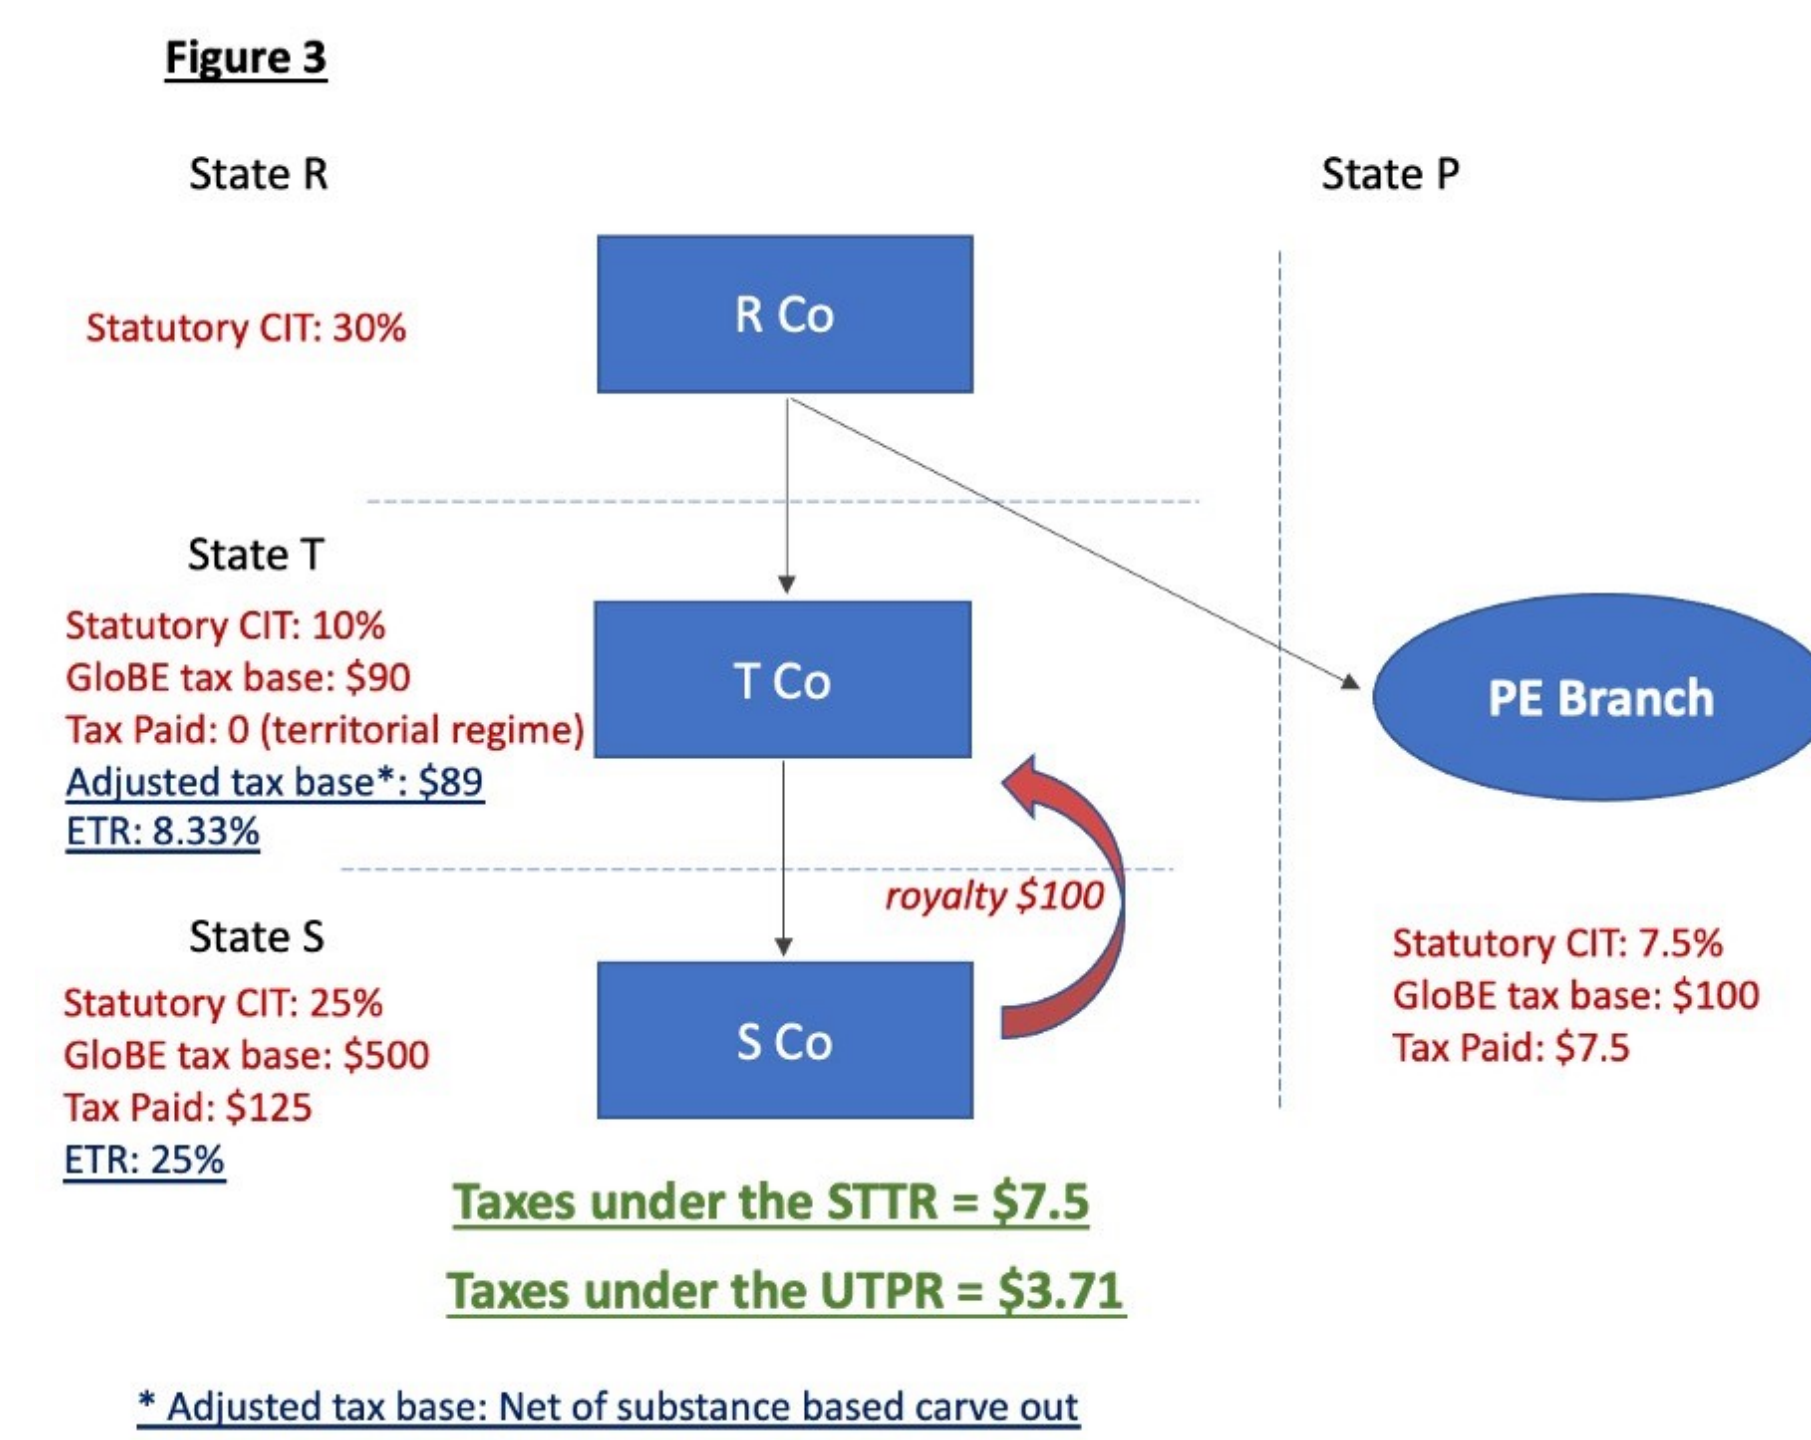 Figure 3
State R
State P
R Co
Statutory CIT: 30%
State T
Statutory CIT: 10%
GloBE tax base: $90
Tax Paid: 0 (territorial regime)
Adjusted tax base*: $89
ETR: 8.33%
T Co
PE Branch
royalty $100
State S
Statutory CIT: 25%
GloBE tax base: $500
Tax Paid: $125
ETR: 25%
S Co
Statutory CIT: 7.5%
GloBE tax base: $100
Tax Paid: $7.5
Taxes under the STTR = $7.5
Taxes under the UTPR = $3.71
* Adjusted tax base: Net of substance based carve out